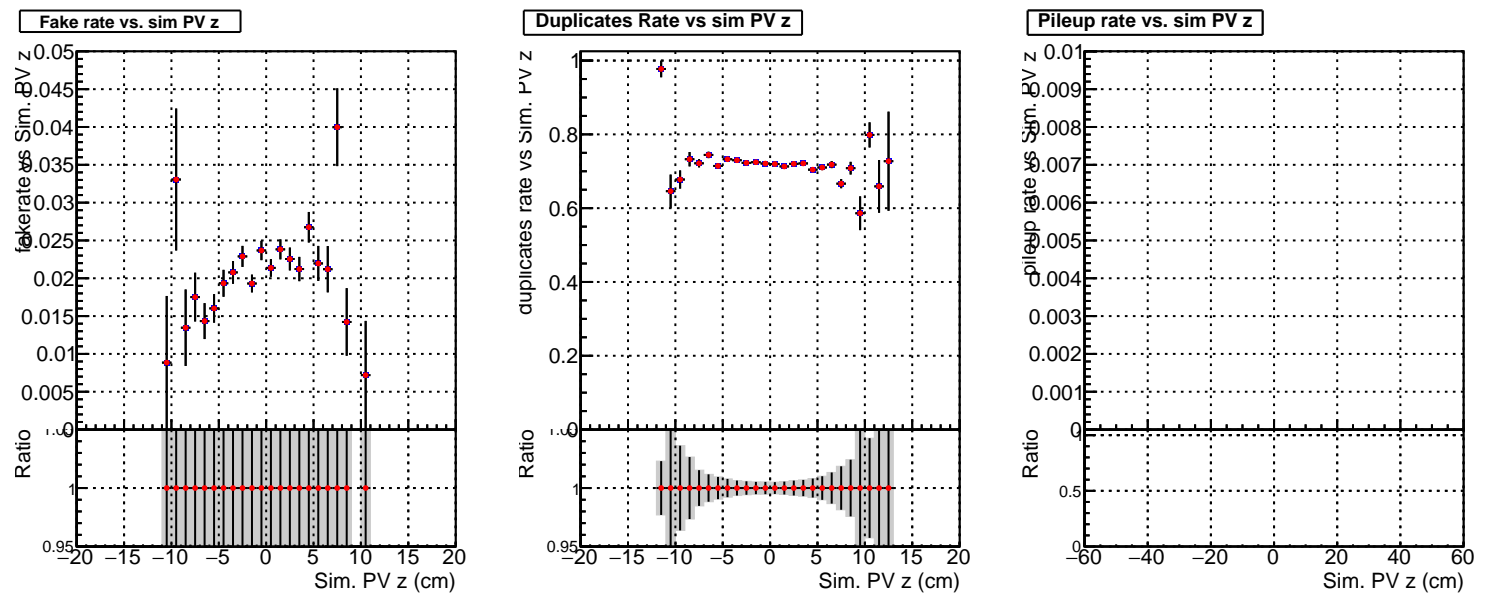 Fake rate vs. sim PV z
fakerate vs Sim. PV z
0.05
0.045
0.04
0.035
0.03
0.025
0.02
0.015
0.01
0.005
0
Ratio
1
0.95
−20 −15 −10 −5 0 5 10 15 20
Sim. PV z (cm)
Duplicates Rate vs sim PV z
duplicates rate vs Sim. PV z
1
0.8
0.6
0.4
0.2
0
Ratio
1
0.95
−20 −15 −10 −5 0 5 10 15 20
Sim. PV z (cm)
Pileup rate vs. sim PV z
pileup rate vs Sim. PV z
0.01
0.009
0.008
0.007
0.006
0.005
0.004
0.003
0.002
0.001
0
Ratio
1
0.5
0
−60 −40 −20 0 20 40 60
Sim. PV z (cm)